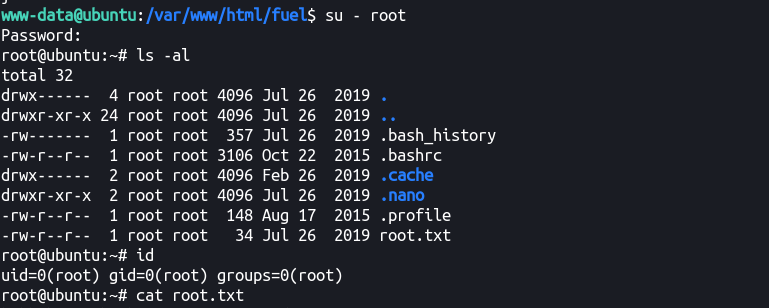 www-data@ubuntu:/var/www/html/fuel$ su - root
Password:
root@ubuntu:~# ls -al
total 32
drwx------  4 root root 4096 Jul 26  2019 .
drwxr-xr-x 24 root root 4096 Jul 26  2019 ..
-rw-------  1 root root  357 Jul 26  2019 .bash_history
-rw-r--r--  1 root root 3106 Oct 22  2015 .bashrc
drwx------  2 root root 4096 Feb 26  2019 .cache
drwxr-xr-x  2 root root 4096 Jul 26  2019 .nano
-rw-r--r--  1 root root  148 Aug 17  2015 .profile
-rw-r--r--  1 root root   34 Jul 26  2019 root.txt
root@ubuntu:~# id
uid=0(root) gid=0(root) groups=0(root)
root@ubuntu:~# cat root.txt